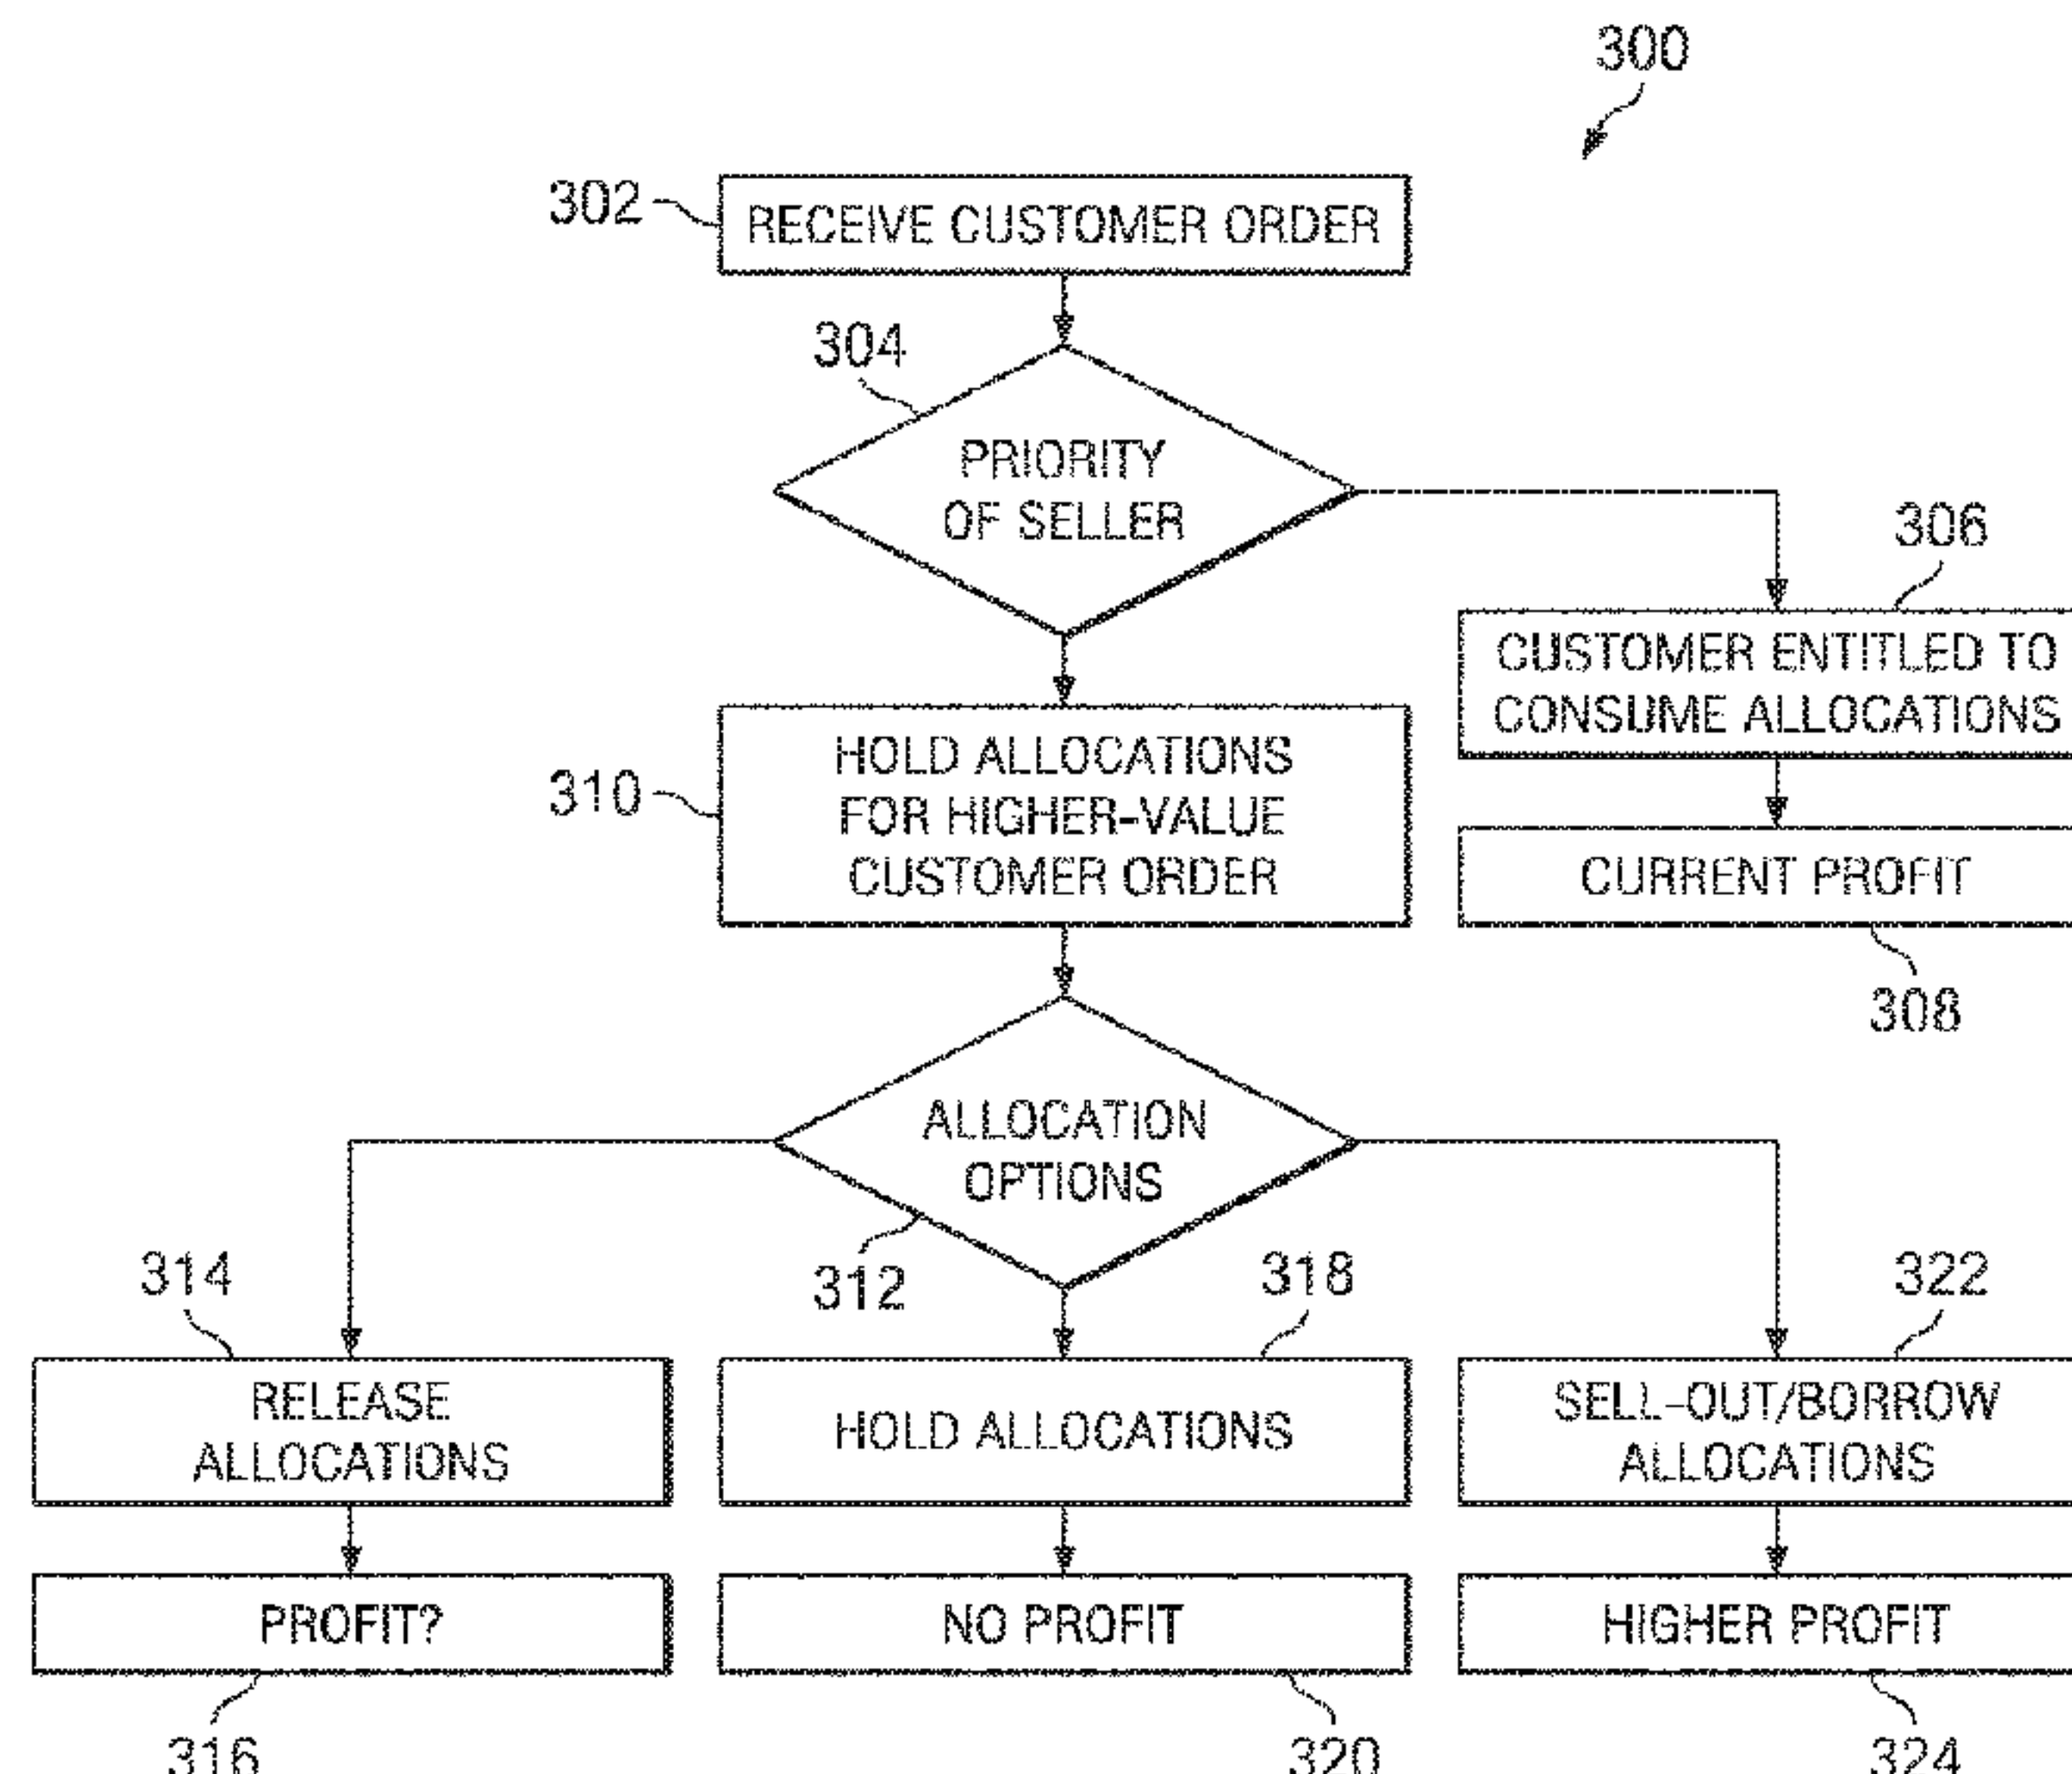 300
302
RECEIVE CUSTOMER ORDER
304
PRIORITY
OF SELLER
306
CUSTOMER ENTITLED TO
CONSUME ALLOCATIONS
310
HOLD ALLOCATIONS
FOR HIGHER-VALUE
CUSTOMER ORDER
CURRENT PROFIT
308
ALLOCATION
OPTIONS
312
314
318
322
RELEASE
ALLOCATIONS
HOLD ALLOCATIONS
SELL-OUT/BORROW
ALLOCATIONS
PROFIT?
NO PROFIT
HIGHER PROFIT
316
320
324